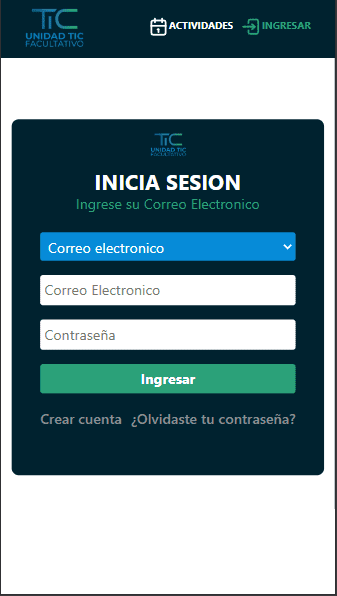 TIC
UNIDAD TIC
FACULTATIVO
1
ACTIVIDADES
INGRESAR
TIC
UNIDAD TIC
FACULTATIVO
INICIA SESION
Ingrese su Correo Electronico
Correo electronico
Correo Electronico
Contraseña
Ingresar
Crear cuenta ¿Olvidaste tu contraseña?